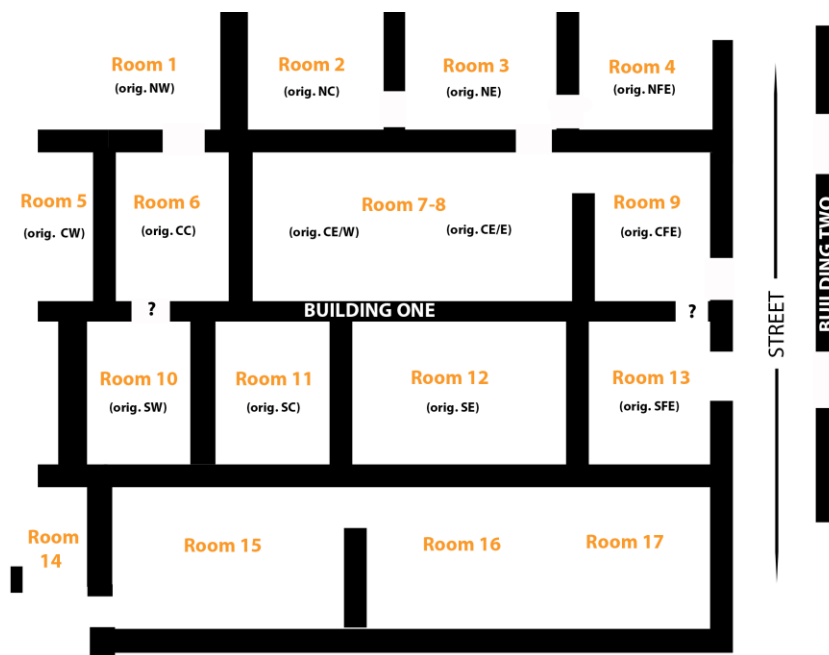 Room 1
(orig. NW)
Room 2
(orig. NC)
Room 3
(orig. NE)
Room 4
(orig. NFE)
Room 5
(orig. CW)
Room 6
(orig. CC)
Room 7-8
(orig. CE/W)
(orig. CE/E)
Room 9
(orig. CFE)
?
BUILDING ONE
?
STREET
BUILDING TWO
Room 10
(orig. SW)
Room 11
(orig. SC)
Room 12
(orig. SE)
Room 13
(orig. SFE)
Room
14
Room 15
Room 16
Room 17